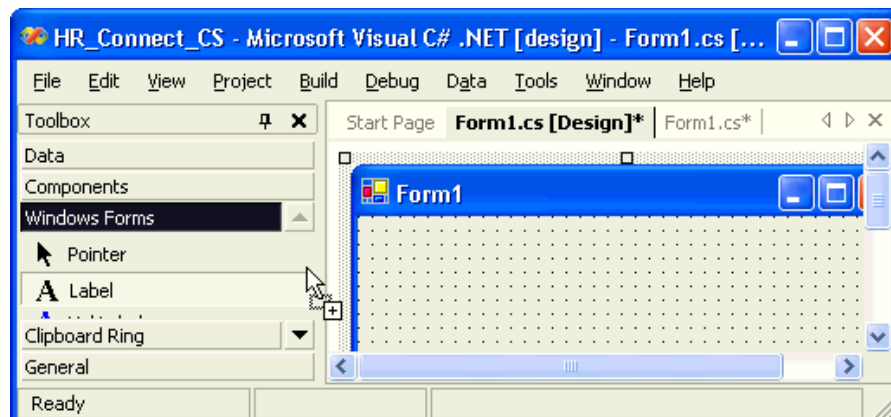 HR_Connect_CS - Microsoft Visual C# .NET [design] - Form1.cs [...
File Edit View Project Build Debug Data Tools Window Help
Toolbox
Start Page Form1.cs [Design]* Form1.cs*
Data
Components
Windows Forms
Form1
Pointer
A Label
Clipboard Ring
General
Ready